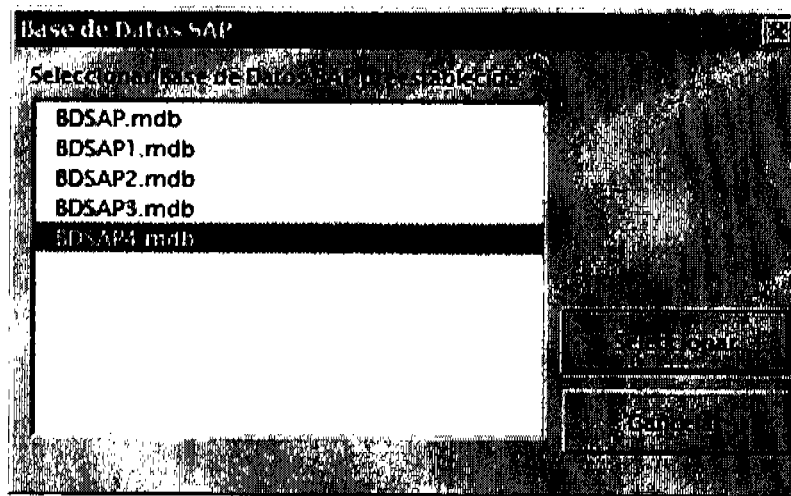 Base de Datos SAP
Seleccionar Base de Datos SAP Preestablecida
BDSAP.mdb
BDSAP1.mdb
BDSAP2.mdb
BDSAP3.mdb
BDSAP4.mdb
Seleccionar
Cancelar